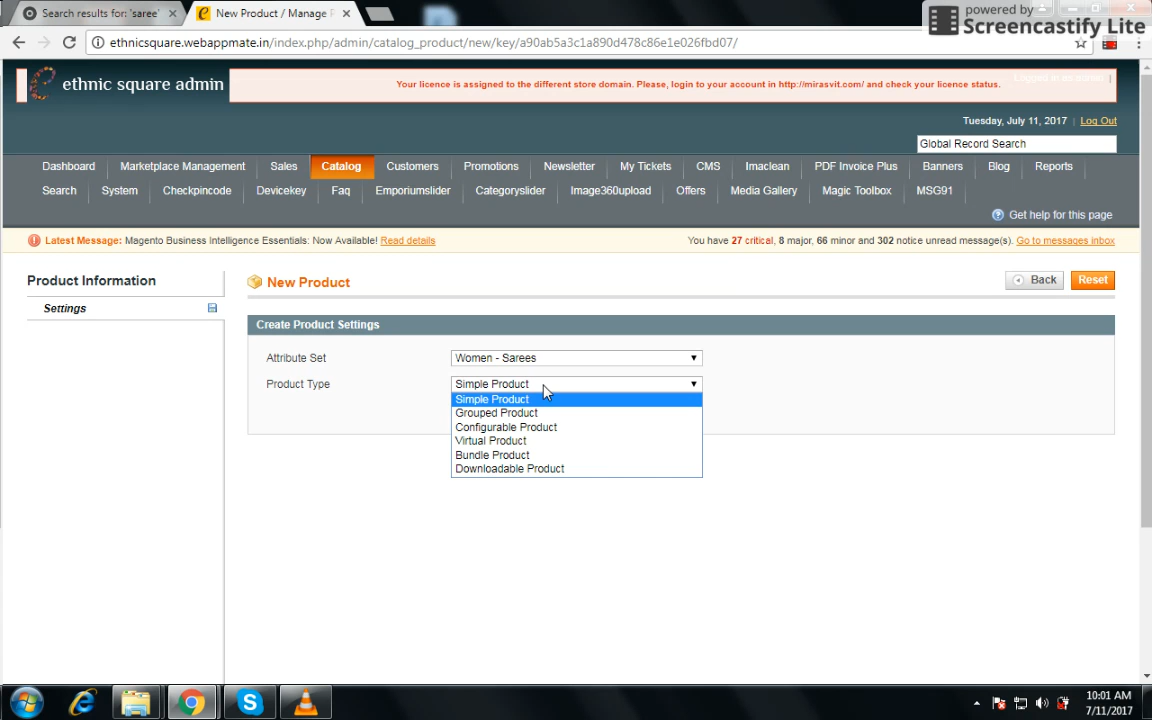 Search results for: 'saree'
New Product / Manage P
powered by
Screencastify Lite
ethnicsquare.webappmate.in/index.php/admin/catalog_product/new/key/a90ab5a3c1a890d478c86e1e026fbd07/
ethnic square admin
Your licence is assigned to the different store domain. Please, login to your account in http://mirasvit.com/ and check your licence status.
Tuesday, July 11, 2017 | Log Out
Global Record Search
Dashboard Marketplace Management Sales Catalog Customers Promotions Newsletter My Tickets CMS Imaclean PDF Invoice Plus Banners Blog Reports
Search System Checkpincode Devicekey Faq Emporiumslider Categoryslider Image360upload Offers Media Gallery Magic Toolbox MSG91
Get help for this page
Latest Message: Magento Business Intelligence Essentials: Now Available! Read details
You have 27 critical, 8 major, 66 minor and 302 notice unread message(s). Go to messages inbox
Product Information
Settings
New Product
Back
Reset
Create Product Settings
Attribute Set
Women - Sarees
Product Type
Simple Product
Simple Product
Grouped Product
Configurable Product
Virtual Product
Bundle Product
Downloadable Product
10:01 AM
7/11/2017